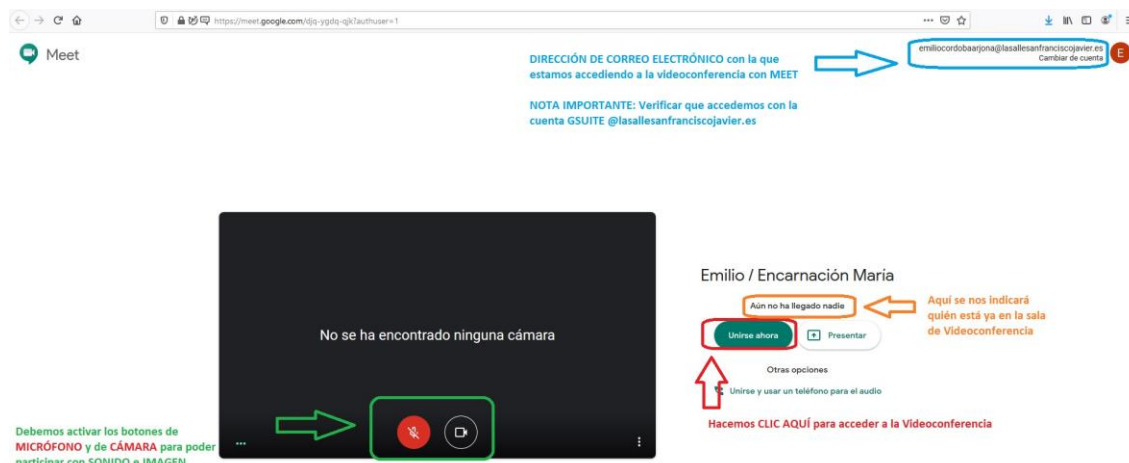 https://meet.google.com/djq-ygdq-qjk?authuser=1
Meet
emiliocordobaarjona@lasallesanfranciscojavier.es
Cambiar de cuenta
E
DIRECCIÓN DE CORREO ELECTRÓNICO con la que
estamos accediendo a la videoconferencia con MEET
NOTA IMPORTANTE: Verificar que accedemos con la
cuenta GSUITE @lasallesanfranciscojavier.es
No se ha encontrado ninguna cámara
Emilio / Encarnación María
Aún no ha llegado nadie
Aquí se nos indicará
quién está ya en la sala
de Videoconferencia
Unirse ahora
Presentar
Otras opciones
Unirse y usar un teléfono para el audio
Hacemos CLIC AQUÍ para acceder a la Videoconferencia
Debemos activar los botones de
MICRÓFONO y de CÁMARA para poder
participar con SONIDO e IMAGEN